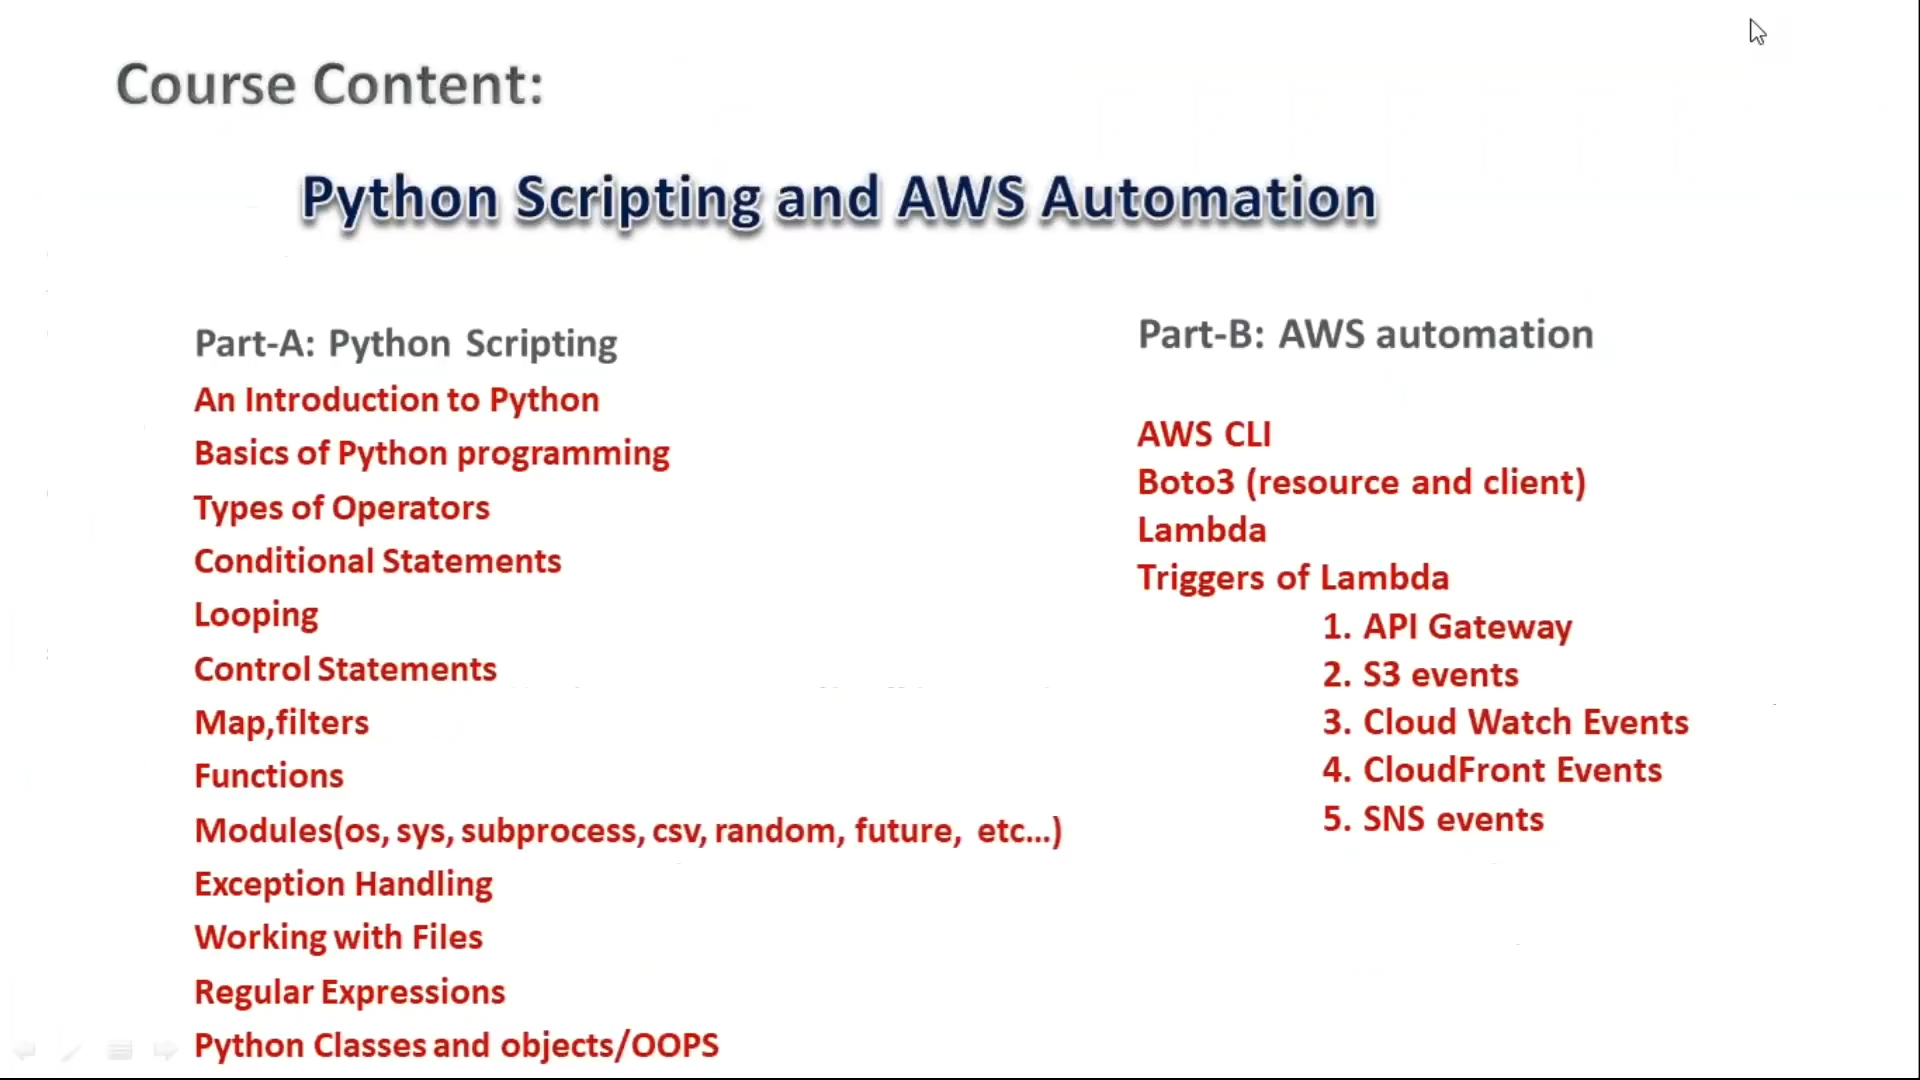 Course Content:
Python Scripting and AWS Automation
Part-A: Python Scripting
An Introduction to Python
Basics of Python programming
Types of Operators
Conditional Statements
Looping
Control Statements
Map,filters
Functions
Modules(os, sys, subprocess, csv, random, future, etc...)
Exception Handling
Working with Files
Regular Expressions
Python Classes and objects/OOPS
Part-B: AWS automation
AWS CLI
Boto3 (resource and client)
Lambda
Triggers of Lambda
1. API Gateway
2. S3 events
3. Cloud Watch Events
4. CloudFront Events
5. SNS events